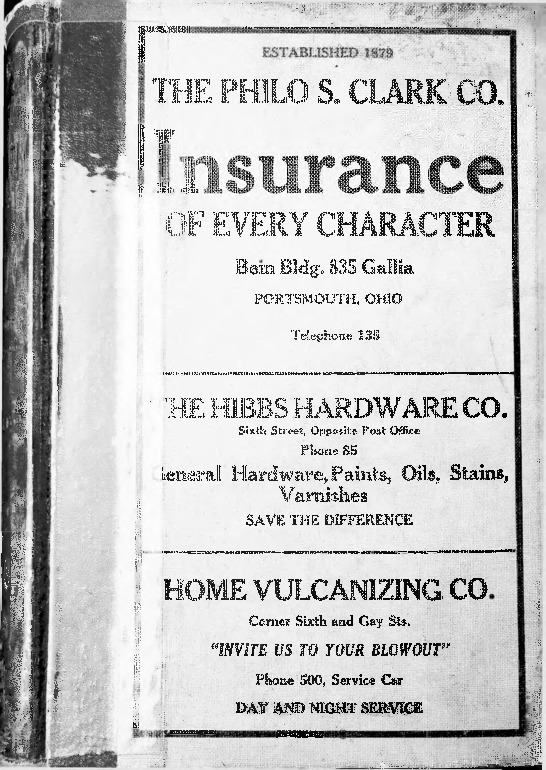 ESTABLISHED 1879
THE PHILO S. CLARK CO.
Insurance
OF EVERY CHARACTER
Bain Bldg. 835 Gallia
PORTSMOUTH, OHIO
Telephone 138
THE HIBBS HARDWARE CO.
Sixth Street, Opposite Post Office
Phone 85
General Hardware, Paints, Oils, Stains,
Varnishes
SAVE THE DIFFERENCE
HOME VULCANIZING CO.
Corner Sixth and Gay Sts.
"INVITE US TO YOUR BLOWOUT"
Phone 500, Service Car
DAY AND NIGHT SERVICE